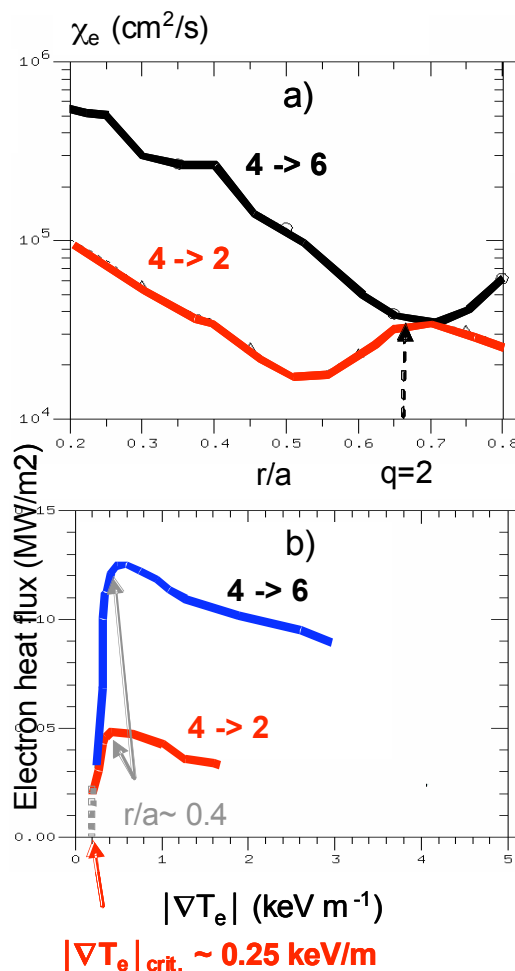 χe (cm²/s)
10⁶
a)
4 -> 6
10⁵
4 -> 2
10⁴
0.2 0.3 0.4 0.5 0.6 0.7 0.8
r/a q=2
Electron heat flux (MW/m2)
.15
b)
4 -> 6
.10
.05
4 -> 2
r/a~ 0.4
0.00
0 1 2 3 4 5
|∇Te| (keV m⁻¹)
|∇Te|crit. ~ 0.25 keV/m